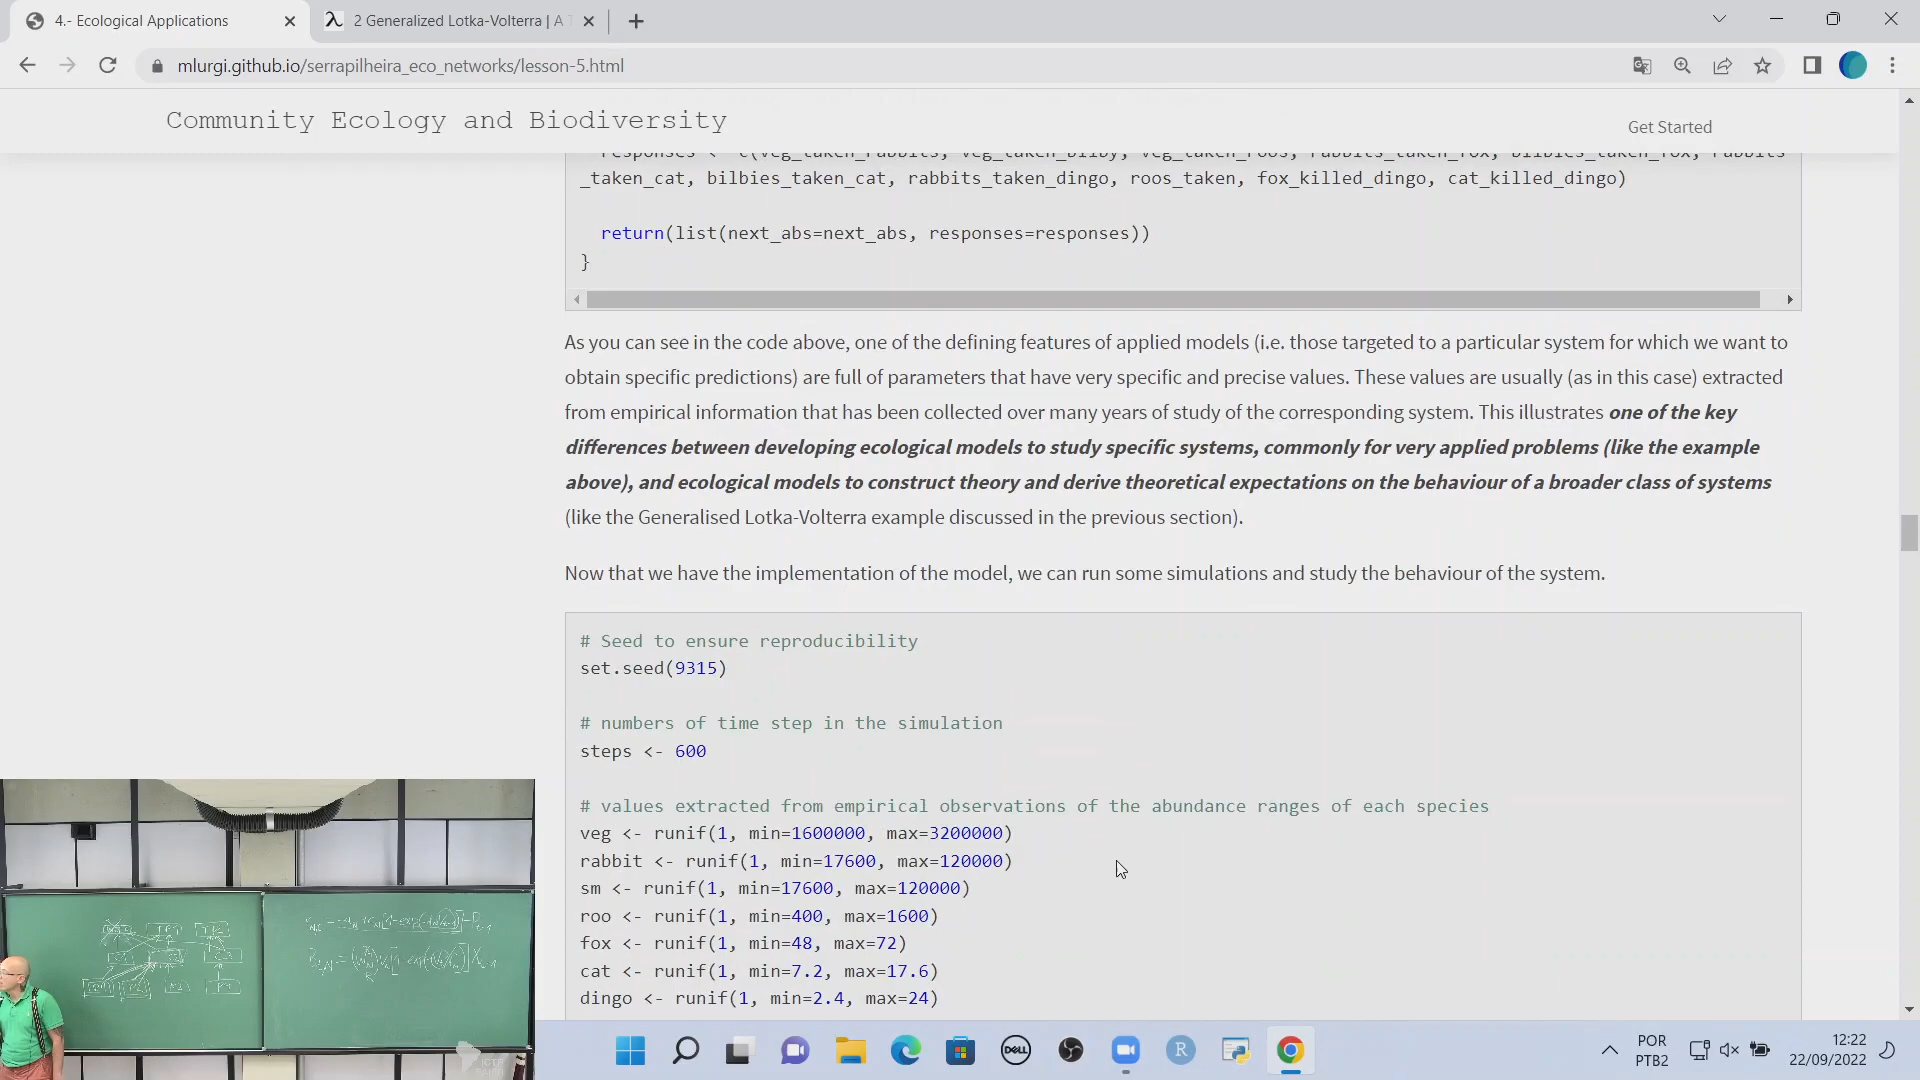 4.- Ecological Applications
2 Generalized Lotka-Volterra | A T
mlurgi.github.io/serrapilheira_eco_networks/lesson-5.html
Community Ecology and Biodiversity
Get Started
responses <- c(veg_taken_rabbits, veg_taken_bilby, veg_taken_roos, rabbits_taken_fox, bilbies_taken_fox, rabbits
_taken_cat, bilbies_taken_cat, rabbits_taken_dingo, roos_taken, fox_killed_dingo, cat_killed_dingo)
return(list(next_abs=next_abs, responses=responses))
}
As you can see in the code above, one of the defining features of applied models (i.e. those targeted to a particular system for which we want to
obtain specific predictions) are full of parameters that have very specific and precise values. These values are usually (as in this case) extracted
from empirical information that has been collected over many years of study of the corresponding system. This illustrates one of the key
differences between developing ecological models to study specific systems, commonly for very applied problems (like the example
above), and ecological models to construct theory and derive theoretical expectations on the behaviour of a broader class of systems
(like the Generalised Lotka-Volterra example discussed in the previous section).
Now that we have the implementation of the model, we can run some simulations and study the behaviour of the system.
# Seed to ensure reproducibility
set.seed(9315)
# numbers of time step in the simulation
steps <- 600
# values extracted from empirical observations of the abundance ranges of each species
veg <- runif(1, min=1600000, max=3200000)
rabbit <- runif(1, min=17600, max=120000)
sm <- runif(1, min=17600, max=120000)
roo <- runif(1, min=400, max=1600)
fox <- runif(1, min=48, max=72)
cat <- runif(1, min=7.2, max=17.6)
dingo <- runif(1, min=2.4, max=24)
DELL
R
POR
PTB2
12:22
22/09/2022